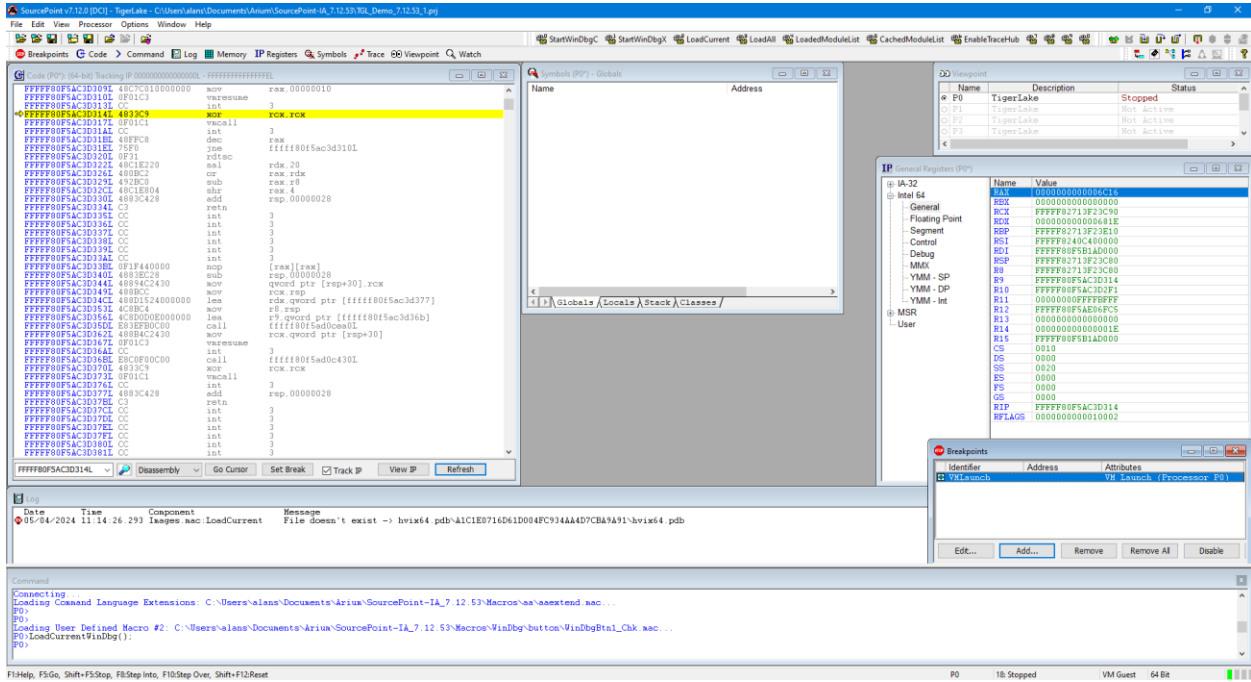 SourcePoint v7.12.0 [DCI] - TigerLake - C:\Users\alans\Documents\Arium\SourcePoint-IA_7.12.53\TGL_Demo_7.12.53_1.prj
File Edit View Processor Options Window Help
StartWinDbgC StartWinDbgX LoadCurrent LoadAll LoadedModuleList CachedModuleList EnableTraceHub
Breakpoints Code Command Log Memory IP Registers Symbols Trace Viewpoint Watch
Code (P0*): (64-bit) Tracking IP 0000000000000000L - FFFFFFFFFFFFFFFFL
FFFFF80F5AC3D309L 48C7C010000000 mov rax,00000010
FFFFF80F5AC3D310L 0F01C3 vmresume
FFFFF80F5AC3D313L CC int 3
FFFFF80F5AC3D314L 4833C9 xor rcx,rcx
FFFFF80F5AC3D317L 0F01C1 vmcall
FFFFF80F5AC3D31AL CC int 3
FFFFF80F5AC3D31BL 48FFC8 dec rax
FFFFF80F5AC3D31EL 75F0 jne fffff80f5ac3d310L
FFFFF80F5AC3D320L 0F31 rdtsc
FFFFF80F5AC3D322L 48C1E220 sal rdx,20
FFFFF80F5AC3D326L 480BC2 or rax,rdx
FFFFF80F5AC3D329L 492BC0 sub rax,r8
FFFFF80F5AC3D32CL 48C1E804 shr rax,4
FFFFF80F5AC3D330L 4883C428 add rsp,00000028
FFFFF80F5AC3D334L C3 retn
FFFFF80F5AC3D335L CC int 3
FFFFF80F5AC3D336L CC int 3
FFFFF80F5AC3D337L CC int 3
FFFFF80F5AC3D338L CC int 3
FFFFF80F5AC3D339L CC int 3
FFFFF80F5AC3D33AL CC int 3
FFFFF80F5AC3D33BL 0F1F440000 nop [rax][rax]
FFFFF80F5AC3D340L 4883EC28 sub rsp,00000028
FFFFF80F5AC3D344L 48894C2430 mov qword ptr [rsp+30],rcx
FFFFF80F5AC3D349L 488BCC mov rcx,rsp
FFFFF80F5AC3D34CL 488D1524000000 lea rdx,qword ptr [fffff80f5ac3d377]
FFFFF80F5AC3D353L 4C8BC4 mov r8,rsp
FFFFF80F5AC3D356L 4C8D0D0E000000 lea r9,qword ptr [fffff80f5ac3d36b]
FFFFF80F5AC3D35DL E83EFB0C00 call fffff80f5ad0cea0L
FFFFF80F5AC3D362L 488B4C2430 mov rcx,qword ptr [rsp+30]
FFFFF80F5AC3D367L 0F01C3 vmresume
FFFFF80F5AC3D36AL CC int 3
FFFFF80F5AC3D36BL E8C0F00C00 call fffff80f5ad0c430L
FFFFF80F5AC3D370L 4833C9 xor rcx,rcx
FFFFF80F5AC3D373L 0F01C1 vmcall
FFFFF80F5AC3D376L CC int 3
FFFFF80F5AC3D377L 4883C428 add rsp,00000028
FFFFF80F5AC3D37BL C3 retn
FFFFF80F5AC3D37CL CC int 3
FFFFF80F5AC3D37DL CC int 3
FFFFF80F5AC3D37EL CC int 3
FFFFF80F5AC3D37FL CC int 3
FFFFF80F5AC3D380L CC int 3
FFFFF80F5AC3D381L CC int 3
FFFFF80F5AC3D314L Disassembly Go Cursor Set Break Track IP View IP Refresh
Symbols (P0*) - Globals
Name Address
Globals Locals Stack Classes
Viewpoint
Name Description Status
P0 TigerLake Stopped
P1 TigerLake Not Active
P2 TigerLake Not Active
P3 TigerLake Not Active
IP General Registers (P0*)
IA-32
Intel 64
General
Floating Point
Segment
Control
Debug
MMX
YMM - SP
YMM - DP
YMM - Int
MSR
User
Name Value
RAX 0000000000006C16
RBX 0000000000000000
RCX FFFFF82713F23C90
RDX 000000000000681E
RBP FFFFF82713F23E10
RSI FFFFF8240C400000
RDI FFFFF80F5B1AD000
RSP FFFFF82713F23C80
R8 FFFFF82713F23C80
R9 FFFFF80F5AC3D314
R10 FFFFF80F5AC3D2F1
R11 00000000FFFFBFFF
R12 FFFFF80F5AE06FC5
R13 0000000000000000
R14 000000000000001E
R15 FFFFF80F5B1AD000
CS 0010
DS 0000
SS 0020
ES 0000
FS 0000
GS 0000
RIP FFFFF80F5AC3D314
RFLAGS 0000000000010002
Breakpoints
Identifier Address Attributes
VMLaunch VM Launch (Processor P0)
Edit... Add... Remove Remove All Disable
Log
Date Time Component Message
05/04/2024 11:14:26.293 Images.mac:LoadCurrent File doesn't exist -> hvix64.pdb\A1C1E0716D61D004FC934AA4D7CBA9A91\hvix64.pdb
Command
Connecting...
Loading Command Language Extensions: C:\Users\alans\Documents\Arium\SourcePoint-IA_7.12.53\Macros\aa\aaextend.mac...
P0>
P0>
Loading User Defined Macro #2: C:\Users\alans\Documents\Arium\SourcePoint-IA_7.12.53\Macros\WinDbg\button\WinDbgBtn1_Chk.mac...
P0>LoadCurrentWinDbg();
P0>
F1:Help, F5:Go, Shift+F5:Stop, F8:Step Into, F10:Step Over, Shift+F12:Reset P0 18: Stopped VM Guest 64 Bit